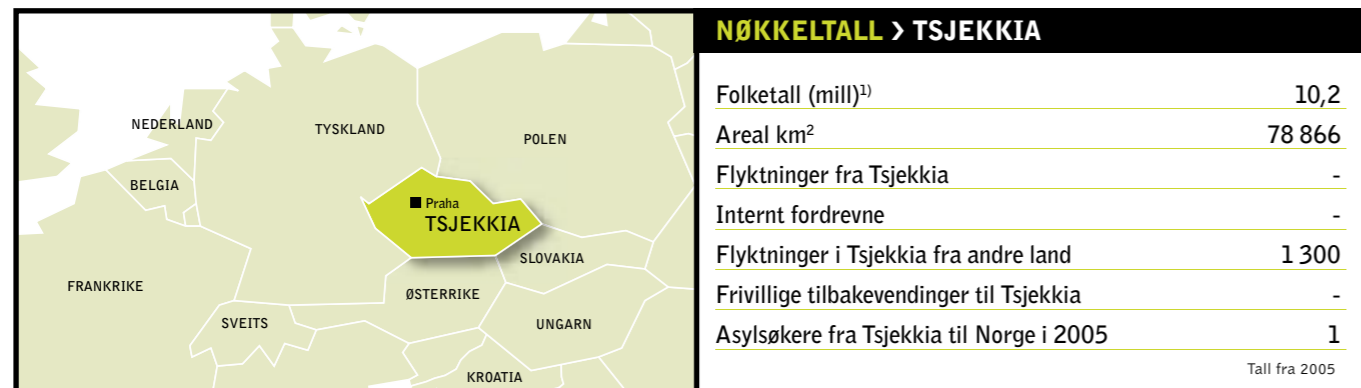 NEDERLAND
TYSKLAND
POLEN
BELGIA
Praha
TSJEKKIA
SLOVAKIA
FRANKRIKE
ØSTERRIKE
SVEITS
UNGARN
KROATIA
NØKKELTALL › TSJEKKIA
Folketall (mill)¹⁾ 10,2
Areal km² 78 866
Flyktninger fra Tsjekkia -
Internt fordrevne -
Flyktninger i Tsjekkia fra andre land 1 300
Frivillige tilbakevendinger til Tsjekkia -
Asylsøkere fra Tsjekkia til Norge i 2005 1
Tall fra 2005